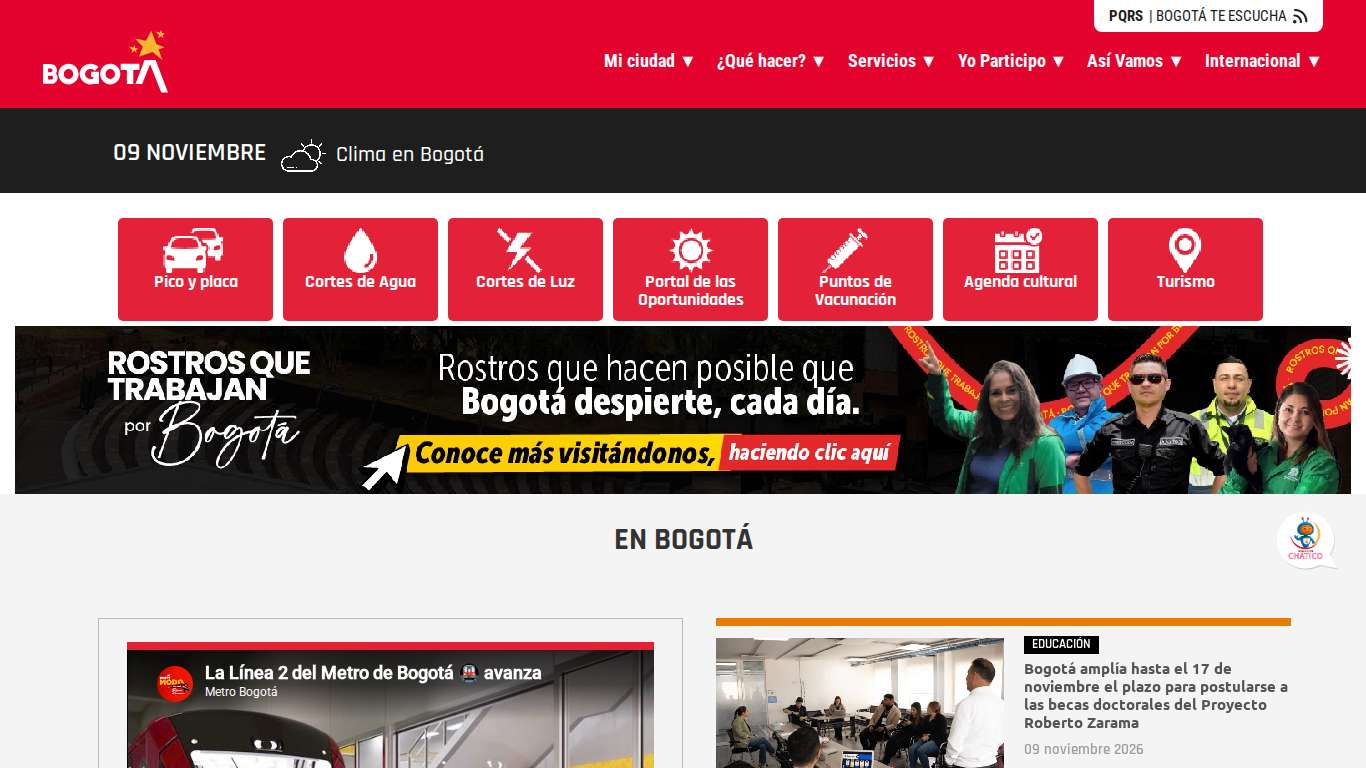 PQRS | BOGOTÁ TE ESCUCHA
BOGOTÁ
Mi ciudad ▼
¿Qué hacer? ▼
Servicios ▼
Yo Participo ▼
Así Vamos ▼
Internacional ▼
09 NOVIEMBRE
Clima en Bogotá
Pico y placa
Cortes de Agua
Cortes de Luz
Portal de las
Oportunidades
Puntos de
Vacunación
Agenda cultural
Turismo
ROSTROS QUE
TRABAJAN
por Bogotá
Rostros que hacen posible que
Bogotá despierte, cada día.
Conoce más visitándonos, haciendo clic aquí
EN BOGOTÁ
CHATICO
La Línea 2 del Metro de Bogotá 🚇 avanza
Metro Bogotá
EDUCACIÓN
Bogotá amplía hasta el 17 de
noviembre el plazo para postularse a
las becas doctorales del Proyecto
Roberto Zarama
09 noviembre 2026